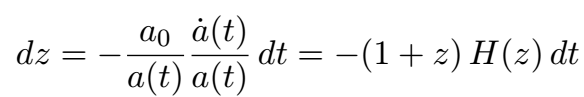 $dz = -\frac{a_0}{a(t)} \frac{\dot{a}(t)}{a(t)} \, dt = -(1+z) \, H(z) \, dt$